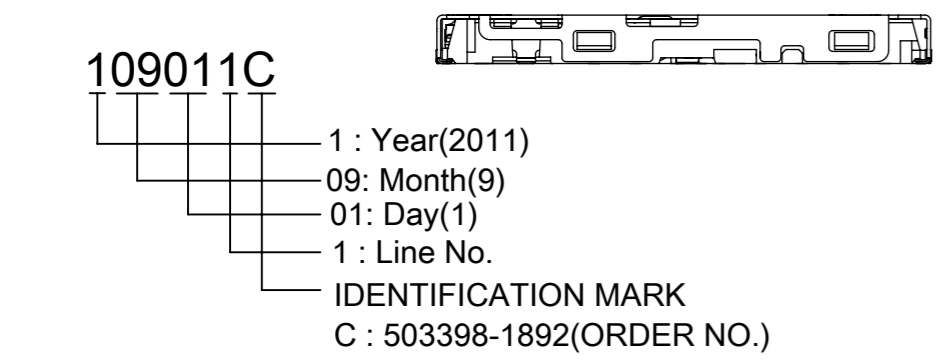 109011C
1 : Year(2011)
09: Month(9)
01: Day(1)
1 : Line No.
IDENTIFICATION MARK
C : 503398-1892(ORDER NO.)